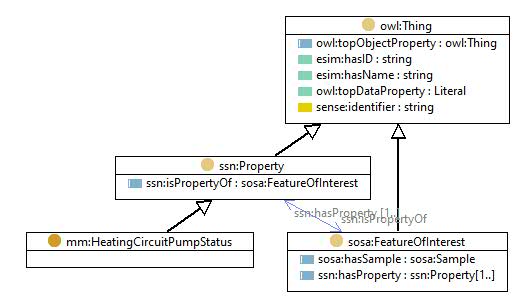 owl:Thing
owl:topObjectProperty : owl:Thing
esim:hasID : string
esim:hasName : string
owl:topDataProperty : Literal
sense:identifier : string
ssn:Property
ssn:isPropertyOf : sosa:FeatureOfInterest
ssn:hasProperty [1..]
ssn:isPropertyOf
mm:HeatingCircuitPumpStatus
sosa:FeatureOfInterest
sosa:hasSample : sosa:Sample
ssn:hasProperty : ssn:Property[1..]